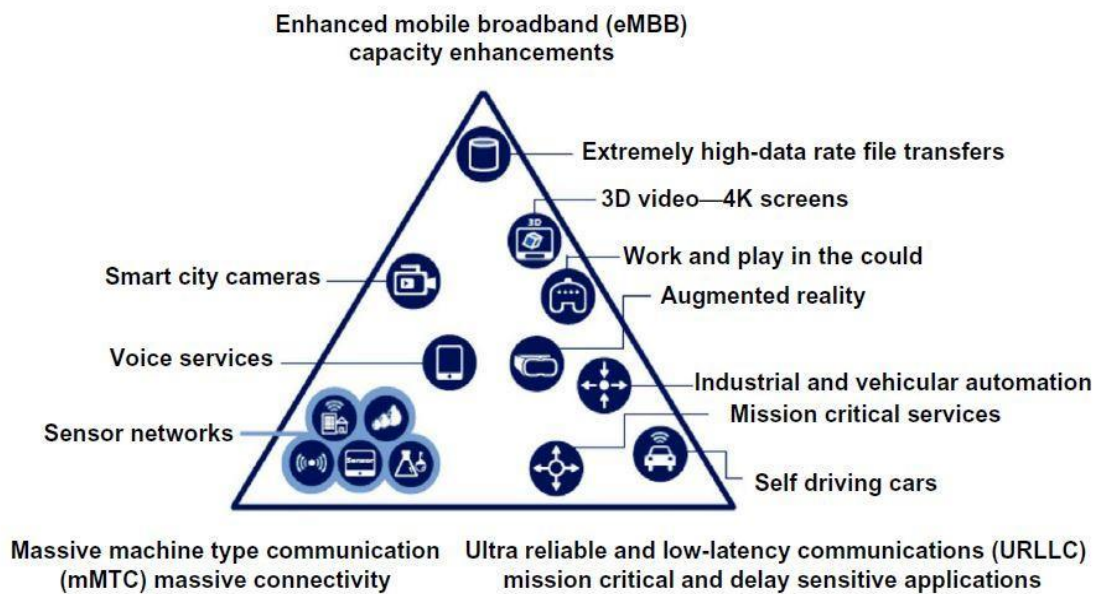 Enhanced mobile broadband (eMBB)
capacity enhancements
Extremely high-data rate file transfers
3D video—4K screens
3D
Work and play in the could
Smart city cameras
Augmented reality
Voice services
Industrial and vehicular automation
Mission critical services
Sensor networks
Sensor
Self driving cars
Massive machine type communication
(mMTC) massive connectivity
Ultra reliable and low-latency communications (URLLC)
mission critical and delay sensitive applications